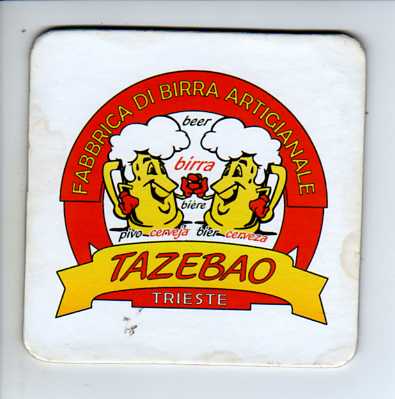 FABBRICA DI BIRRA ARTIGIANALE
beer
birra
bière
pivo cerveja bier cerveza
TAZEBAO
TRIESTE